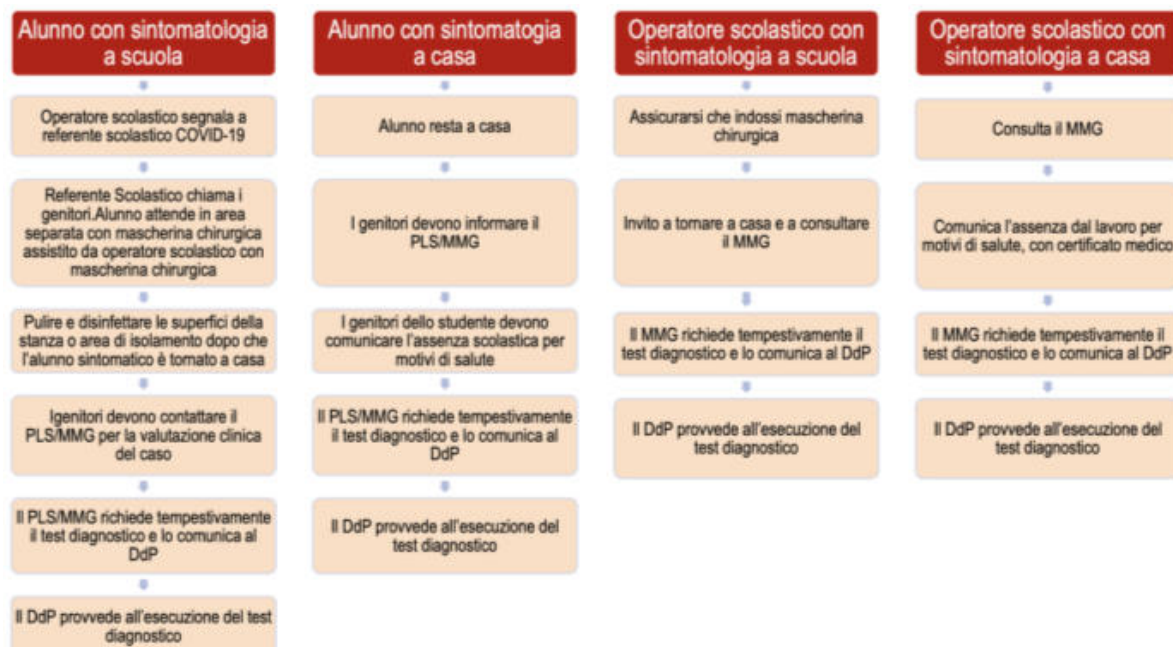 Alunno con sintomatologia
a scuola
Operatore scolastico segnala a
referente scolastico COVID-19
Referente Scolastico chiama i
genitori.Alunno attende in area
separata con mascherina chirurgica
assistito da operatore scolastico con
mascherina chirurgica
Pulire e disinfettare le superfici della
stanza o area di isolamento dopo che
l'alunno sintomatico è tornato a casa
Igenitori devono contattare il
PLS/MMG per la valutazione clinica
del caso
Il PLS/MMG richiede tempestivamente
il test diagnostico e lo comunica al
DdP
Il DdP provvede all'esecuzione del test
diagnostico
Alunno con sintomatogia
a casa
Alunno resta a casa
I genitori devono informare il
PLS/MMG
I genitori dello studente devono
comunicare l'assenza scolastica per
motivi di salute
Il PLS/MMG richiede tempestivamente
il test diagnostico e lo comunica al
DdP
Il DdP provvede all'esecuzione del
test diagnostico
Operatore scolastico con
sintomatologia a scuola
Assicurarsi che indossi mascherina
chirurgica
Invito a tornare a casa e a consultare
il MMG
Il MMG richiede tempestivamente il
test diagnostico e lo comunica al DdP
Il DdP provvede all'esecuzione del
test diagnostico
Operatore scolastico con
sintomatologia a casa
Consulta il MMG
Comunica l'assenza dal lavoro per
motivi di salute, con certificato medico
Il MMG richiede tempestivamente il
test diagnostico e lo comunica al DdP
Il DdP provvede all'esecuzione del
test diagnostico